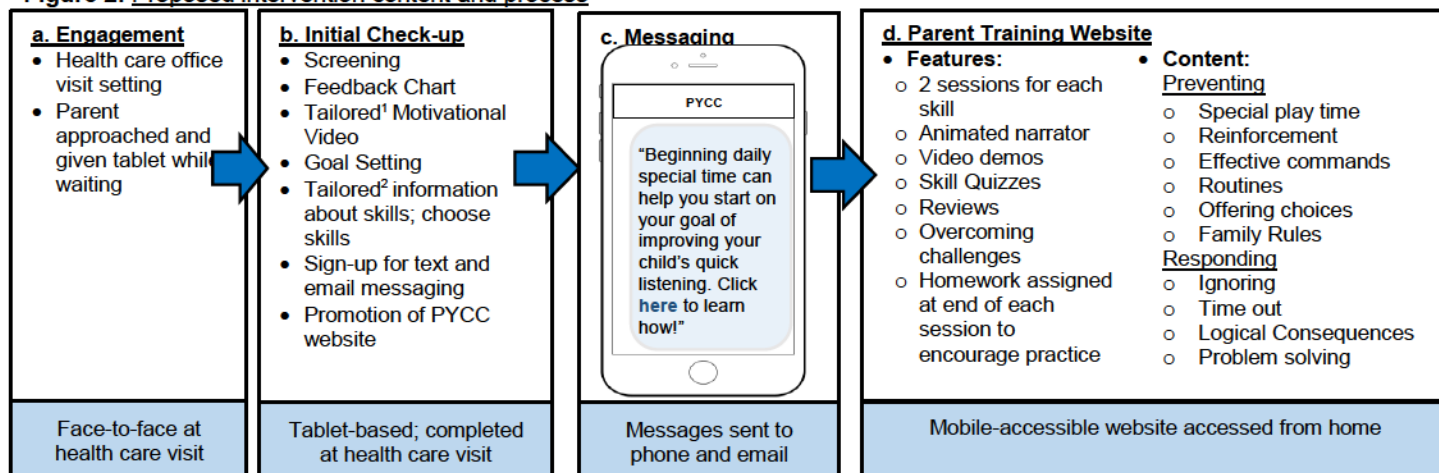 Figure 2. Proposed intervention content and process
a. Engagement
• Health care office
visit setting
• Parent
approached and
given tablet while
waiting
Face-to-face at
health care visit
b. Initial Check-up
• Screening
• Feedback Chart
• Tailored¹ Motivational
Video
• Goal Setting
• Tailored² information
about skills; choose
skills
• Sign-up for text and
email messaging
• Promotion of PYCC
website
Tablet-based; completed
at health care visit
c. Messaging
PYCC
“Beginning daily
special time can
help you start on
your goal of
improving your
child’s quick
listening. Click
here to learn
how!”
Messages sent to
phone and email
d. Parent Training Website
• Features:
o 2 sessions for each
skill
o Animated narrator
o Video demos
o Skill Quizzes
o Reviews
o Overcoming
challenges
o Homework assigned
at end of each
session to
encourage practice
• Content:
Preventing
o Special play time
o Reinforcement
o Effective commands
o Routines
o Offering choices
o Family Rules
Responding
o Ignoring
o Time out
o Logical Consequences
o Problem solving
Mobile-accessible website accessed from home